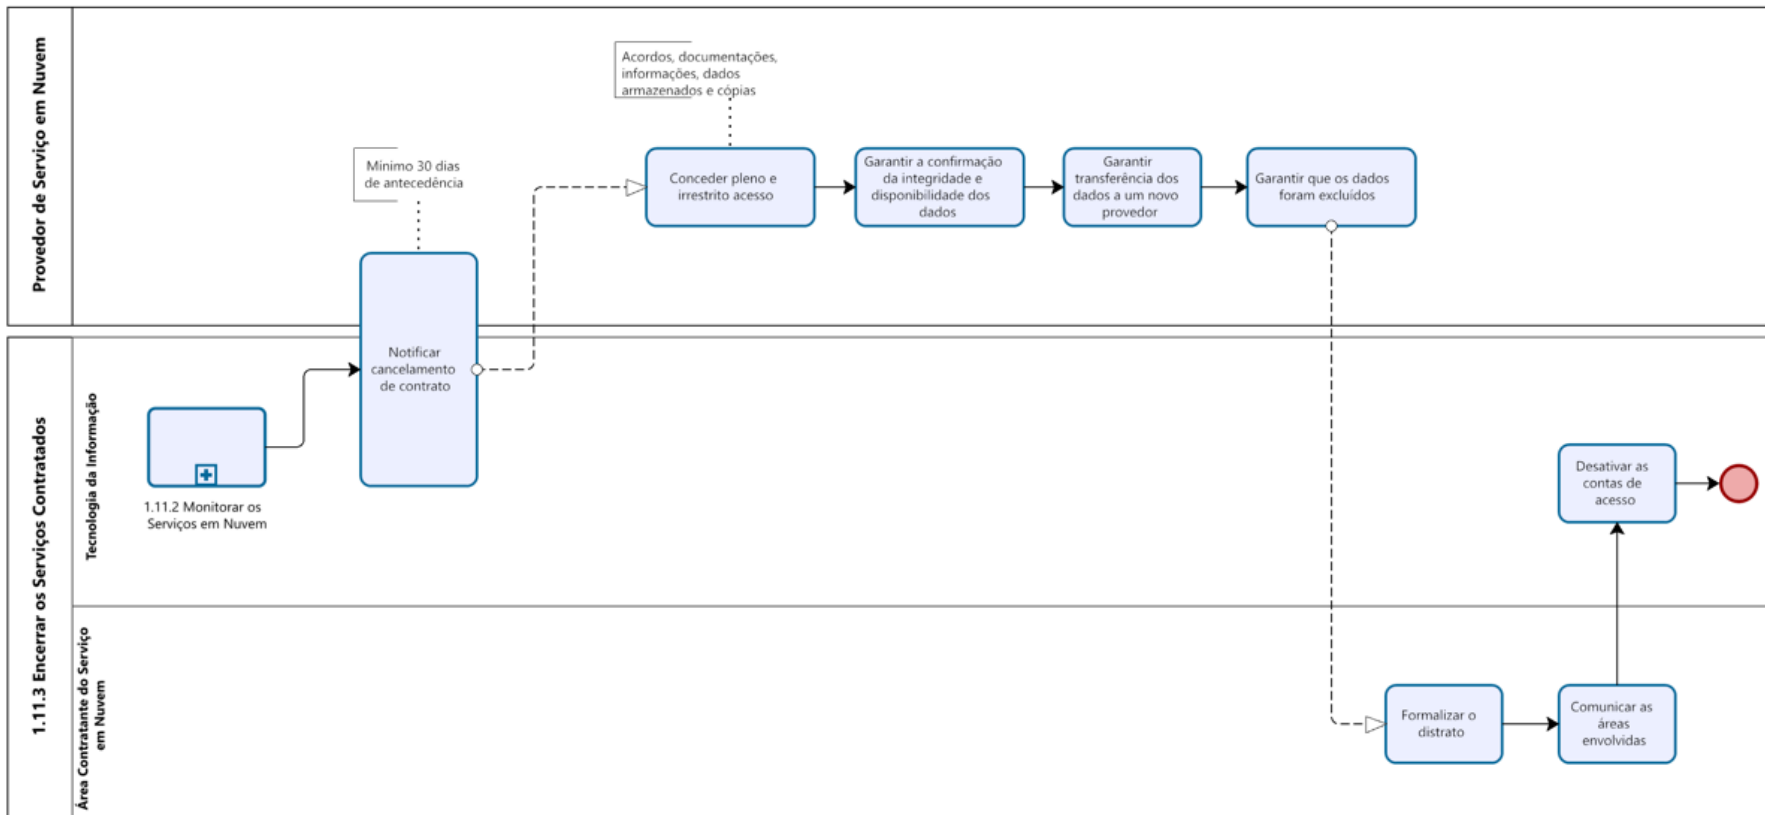 Provedor de Serviço em Nuvem
Acordos, documentações,
informações, dados
armazenados e cópias
Mínimo 30 dias
de antecedência
Conceder pleno e
irrestrito acesso
Garantir a confirmação
da integridade e
disponibilidade dos
dados
Garantir
transferência dos
dados a um novo
provedor
Garantir que os dados
foram excluídos
1.11.3 Encerrar os Serviços Contratados
Tecnologia da Informação
Notificar
cancelamento
de contrato
1.11.2 Monitorar os
Serviços em Nuvem
Desativar as
contas de
acesso
Área Contratante do Serviço
em Nuvem
Formalizar o
distrato
Comunicar as
áreas
envolvidas